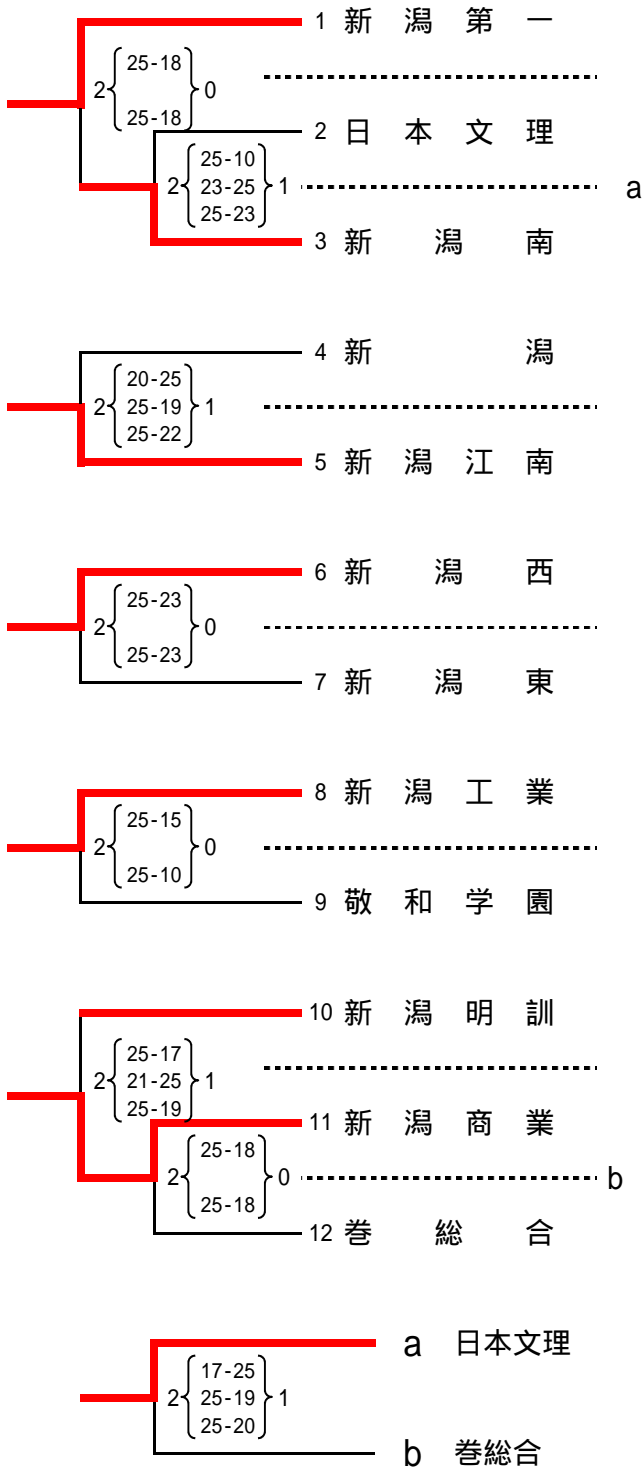 1 新潟第一
25-18
2 0
25-18
2 日本文理
25-10
2 23-25 1 a
25-23
3 新潟南
4 新潟
20-25
2 25-19 1
25-22
5 新潟江南
6 新潟西
25-23
2 0
25-23
7 新潟東
8 新潟工業
25-15
2 0
25-10
9 敬和学園
10 新潟明訓
25-17
2 21-25 1
25-19
11 新潟商業
25-18
2 0 b
25-18
12 巻総合
a 日本文理
17-25
2 25-19 1
25-20
b 巻総合